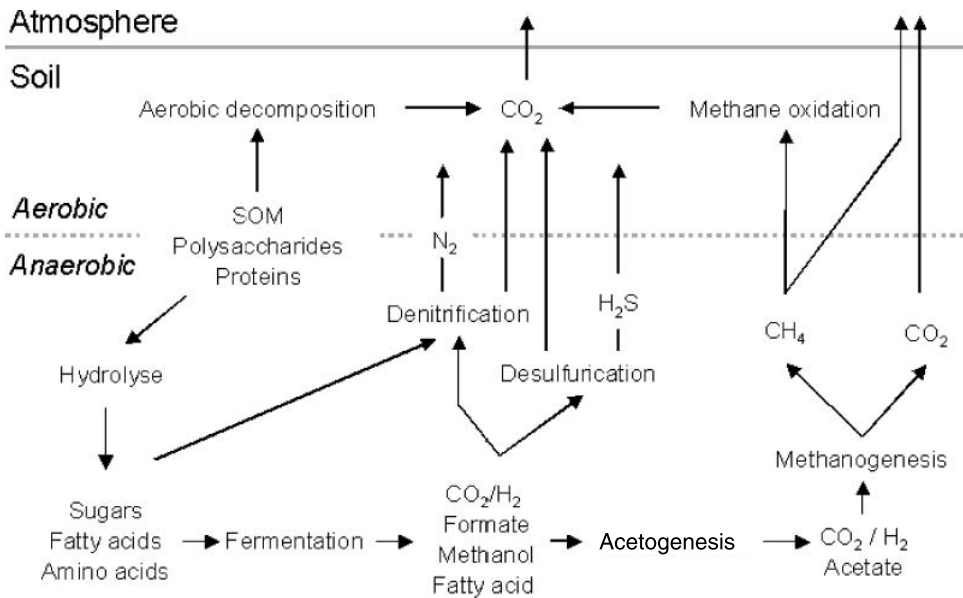 Atmosphere
Soil
Aerobic decomposition
CO₂
Methane oxidation
Aerobic
SOM
Polysaccharides
Proteins
N₂
Anaerobic
Denitrification
H₂S
CH₄
CO₂
Hydrolyse
Desulfurication
Methanogenesis
Sugars
Fatty acids
Amino acids
Fermentation
CO₂/H₂
Formate
Methanol
Fatty acid
Acetogenesis
CO₂ / H₂
Acetate